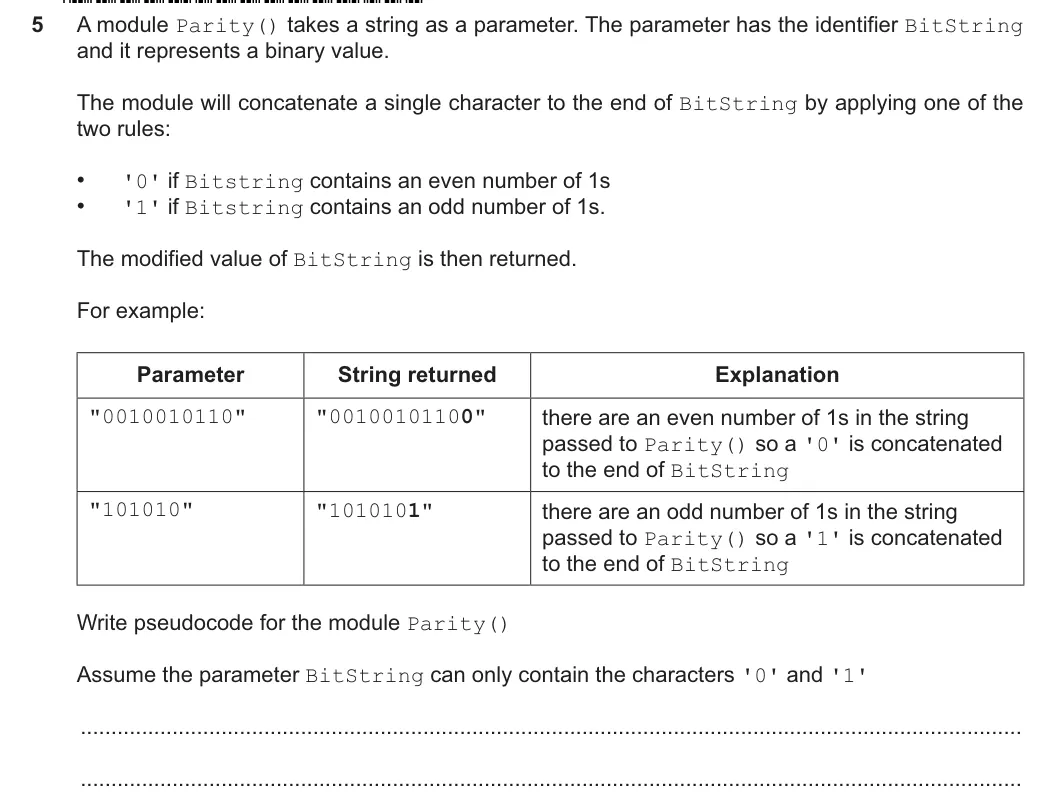 5 A module Parity() takes a string as a parameter. The parameter has the identifier BitString
and it represents a binary value.
The module will concatenate a single character to the end of BitString by applying one of the
two rules:
• '0' if Bitstring contains an even number of 1s
• '1' if Bitstring contains an odd number of 1s.
The modified value of BitString is then returned.
For example:
Parameter String returned Explanation
"0010010110" "00100101100" there are an even number of 1s in the string
passed to Parity() so a '0' is concatenated
to the end of BitString
"101010" "1010101" there are an odd number of 1s in the string
passed to Parity() so a '1' is concatenated
to the end of BitString
Write pseudocode for the module Parity()
Assume the parameter BitString can only contain the characters '0' and '1'